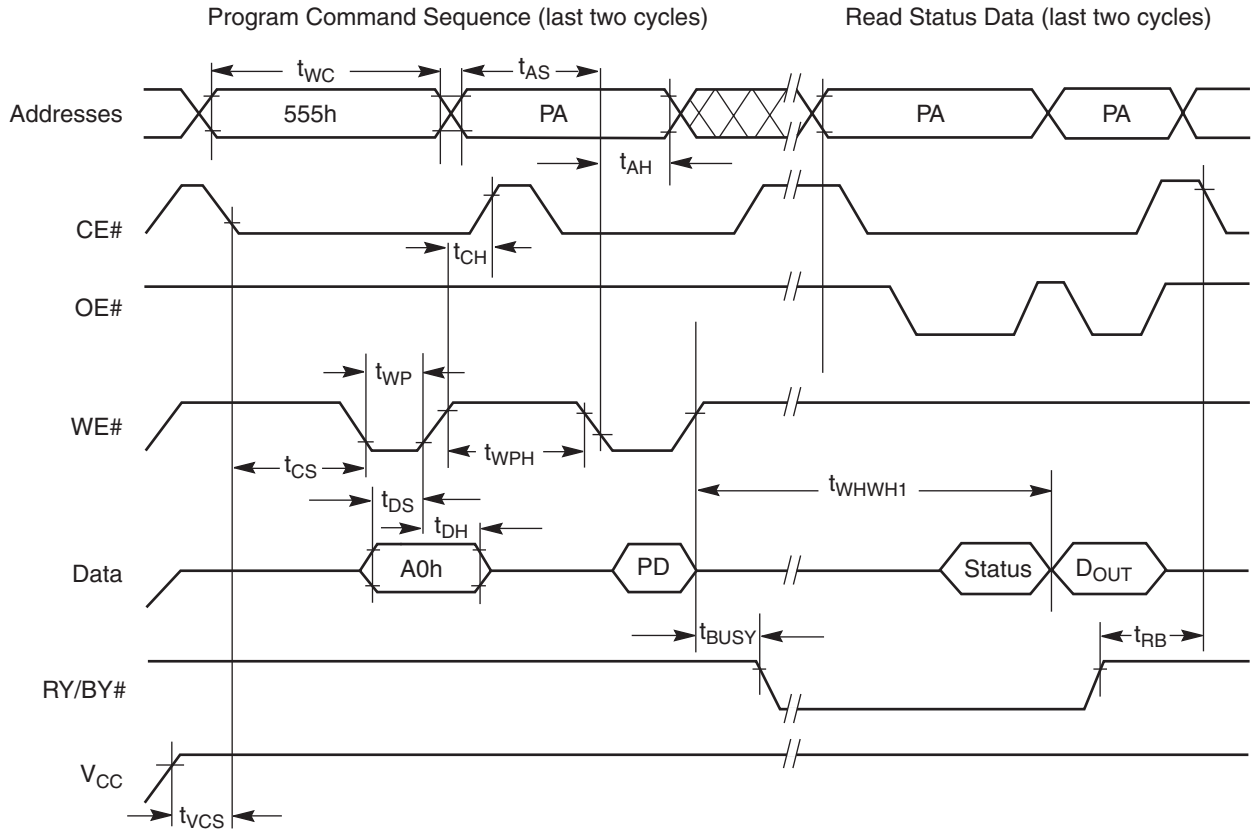 Program Command Sequence (last two cycles)
Read Status Data (last two cycles)
tWC
tAS
Addresses
555h
PA
PA
PA
tAH
CE#
tCH
OE#
tWP
WE#
tWPH
tCS
tWHWH1
tDS
tDH
Data
A0h
PD
Status
DOUT
tBUSY
tRB
RY/BY#
VCC
tVCS